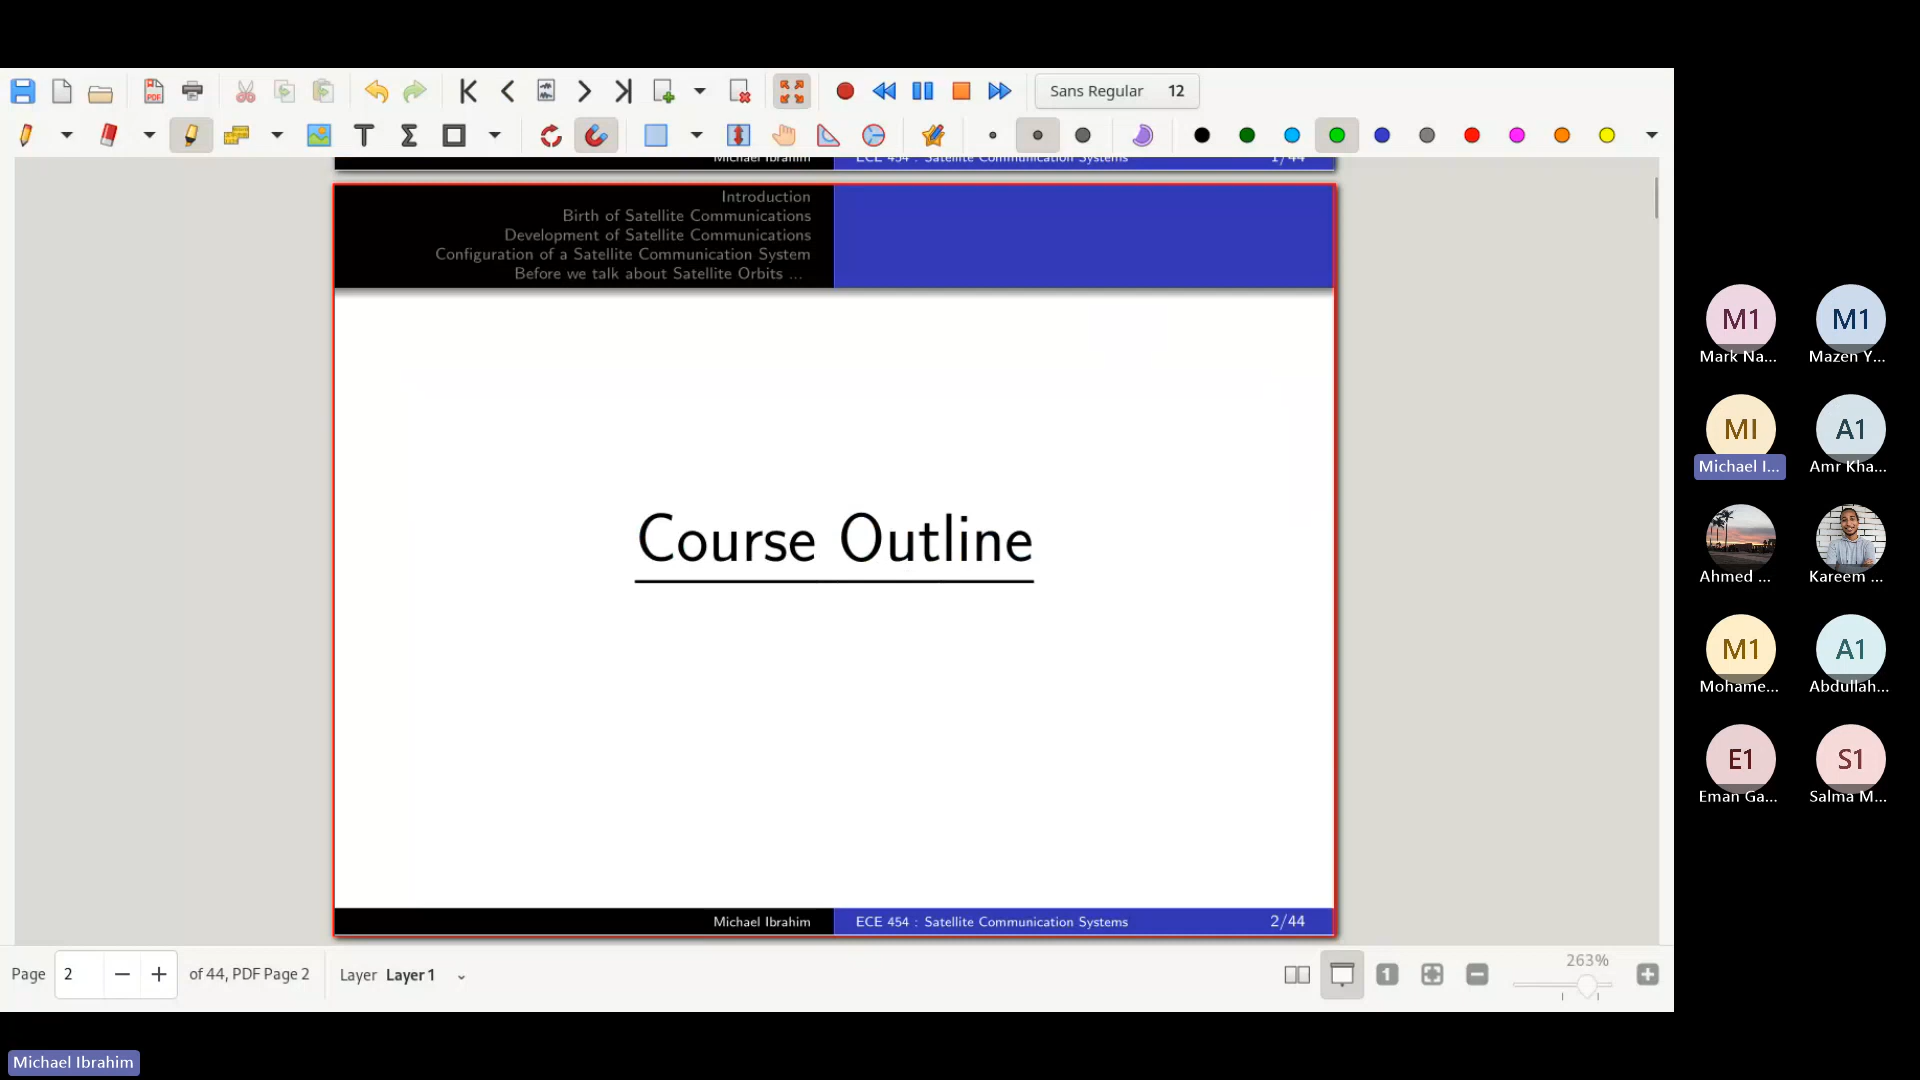 Sans Regular 12
Michael Ibrahim ECE 454 : Satellite Communication Systems 1/44
Introduction
Birth of Satellite Communications
Development of Satellite Communications
Configuration of a Satellite Communication System
Before we talk about Satellite Orbits ...
Course Outline
Michael Ibrahim ECE 454 : Satellite Communication Systems 2/44
Page 2 of 44, PDF Page 2 Layer Layer 1 263%
M1 M1
Mark Na... Mazen Y...
MI A1
Michael I... Amr Kha...
Ahmed ... Kareem ...
M1 A1
Mohame... Abdullah...
E1 S1
Eman Ga... Salma M...
Michael Ibrahim